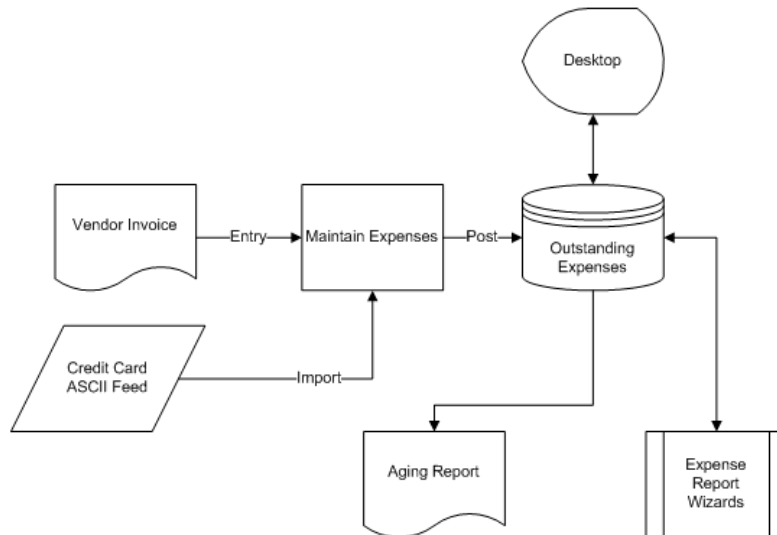 Desktop
Vendor Invoice
Entry
Maintain Expenses
Post
Outstanding
Expenses
Credit Card
ASCII Feed
Import
Aging Report
Expense
Report
Wizards